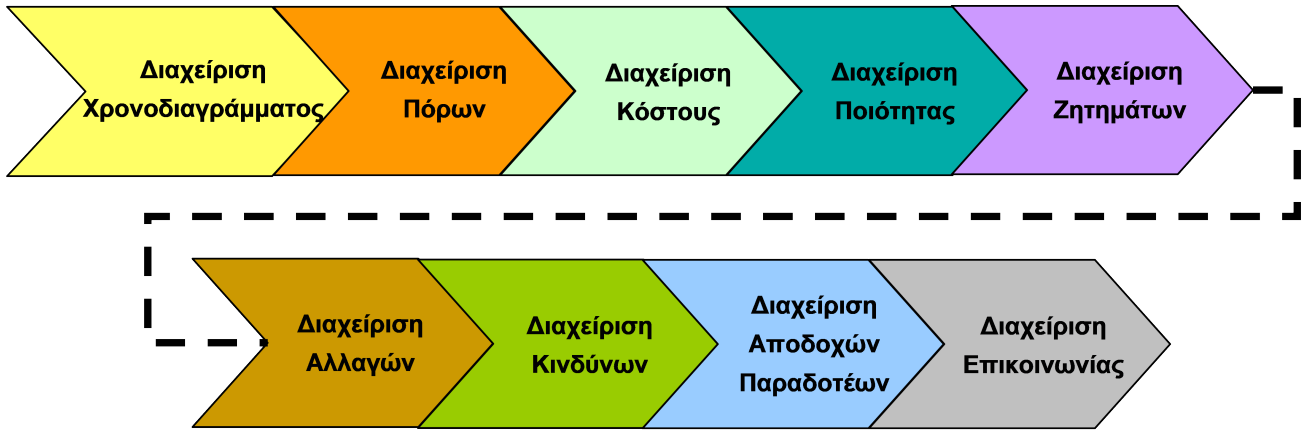 Διαχείριση
Χρονοδιαγράμματος
Διαχείριση
Πόρων
Διαχείριση
Κόστους
Διαχείριση
Ποιότητας
Διαχείριση
Ζητημάτων
Διαχείριση
Αλλαγών
Διαχείριση
Κινδύνων
Διαχείριση
Αποδοχών
Παραδοτέων
Διαχείριση
Επικοινωνίας